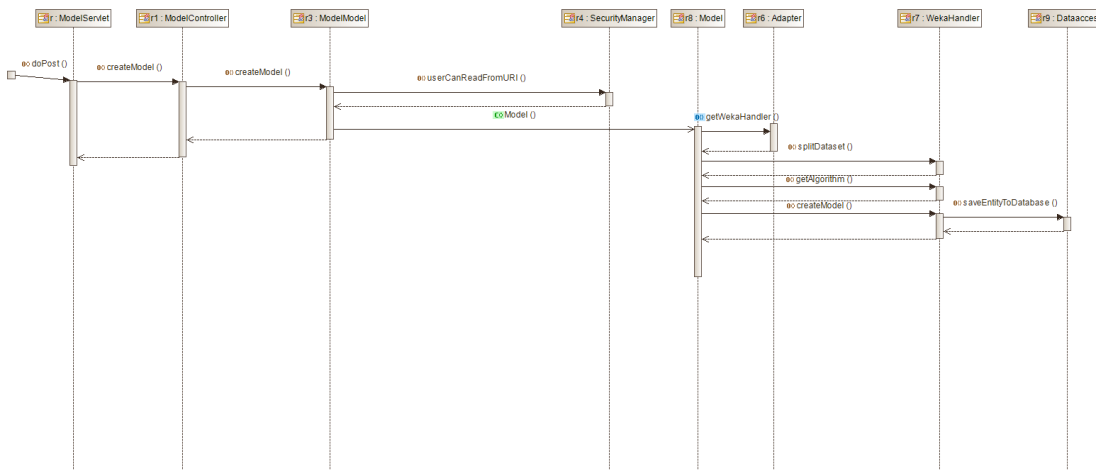 r : ModelServlet
r1 : ModelController
r3 : ModelModel
r4 : SecurityManager
r8 : Model
r6 : Adapter
r7 : WekaHandler
r9 : Dataacces
doPost ()
createModel ()
createModel ()
userCanReadFromURI ()
Model ()
getWekaHandler ()
splitDataset ()
getAlgorithm ()
createModel ()
saveEntityToDatabase ()